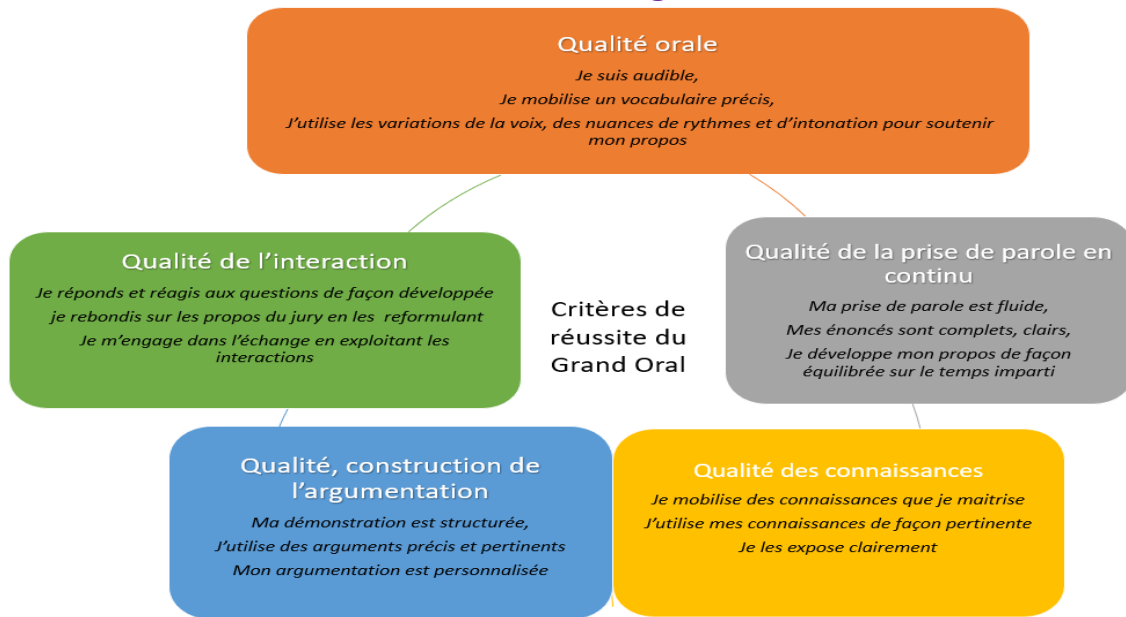 Qualité orale
Je suis audible,
Je mobilise un vocabulaire précis,
J’utilise les variations de la voix, des nuances de rythmes et d’intonation pour soutenir
mon propos
Qualité de l’interaction
Je réponds et réagis aux questions de façon développée
je rebondis sur les propos du jury en les reformulant
Je m’engage dans l’échange en exploitant les
interactions
Critères de
réussite du
Grand Oral
Qualité de la prise de parole en
continu
Ma prise de parole est fluide,
Mes énoncés sont complets, clairs,
Je développe mon propos de façon
équilibrée sur le temps imparti
Qualité, construction de
l’argumentation
Ma démonstration est structurée,
J’utilise des arguments précis et pertinents
Mon argumentation est personnalisée
Qualité des connaissances
Je mobilise des connaissances que je maitrise
J’utilise mes connaissances de façon pertinente
Je les expose clairement